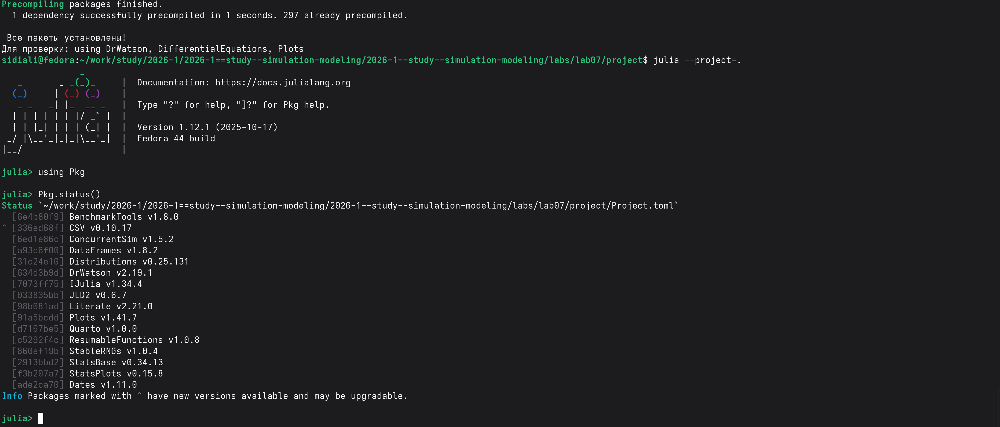 Precompiling packages finished.
  1 dependency successfully precompiled in 1 seconds. 297 already precompiled.

 Все пакеты установлены!
Для проверки: using DrWatson, DifferentialEquations, Plots
sidiali@fedora:~/work/study/2026-1/2026-1==study--simulation-modeling/2026-1--study--simulation-modeling/labs/lab07/project$ julia --project=.
               _
   _       _ _(_)_     |  Documentation: https://docs.julialang.org
  (_)     | (_) (_)    |
   _ _   _| |_  __ _   |  Type "?" for help, "]?" for Pkg help.
  | | | | | | |/ _` |  |
  | | |_| | | | (_| |  |  Version 1.12.1 (2025-10-17)
 _/ |\__'_|_|_|\__'_|  |  Fedora 44 build
|__/                   |

julia> using Pkg

julia> Pkg.status()
Status `~/work/study/2026-1/2026-1==study--simulation-modeling/2026-1--study--simulation-modeling/labs/lab07/project/Project.toml`
  [6e4b80f9] BenchmarkTools v1.8.0
^ [336ed68f] CSV v0.10.17
  [6ed1e86c] ConcurrentSim v1.5.2
  [a93c6f00] DataFrames v1.8.2
  [31c24e10] Distributions v0.25.131
  [634d3b9d] DrWatson v2.19.1
  [7073ff75] IJulia v1.34.4
  [033835bb] JLD2 v0.6.7
  [98b081ad] Literate v2.21.0
  [91a5bcdd] Plots v1.41.7
  [d7167be5] Quarto v1.0.0
  [c5292f4c] ResumableFunctions v1.0.8
  [860ef19b] StableRNGs v1.0.4
  [2913bbd2] StatsBase v0.34.13
  [f3b207a7] StatsPlots v0.15.8
  [ade2ca70] Dates v1.11.0
Info Packages marked with ^ have new versions available and may be upgradable.

julia>